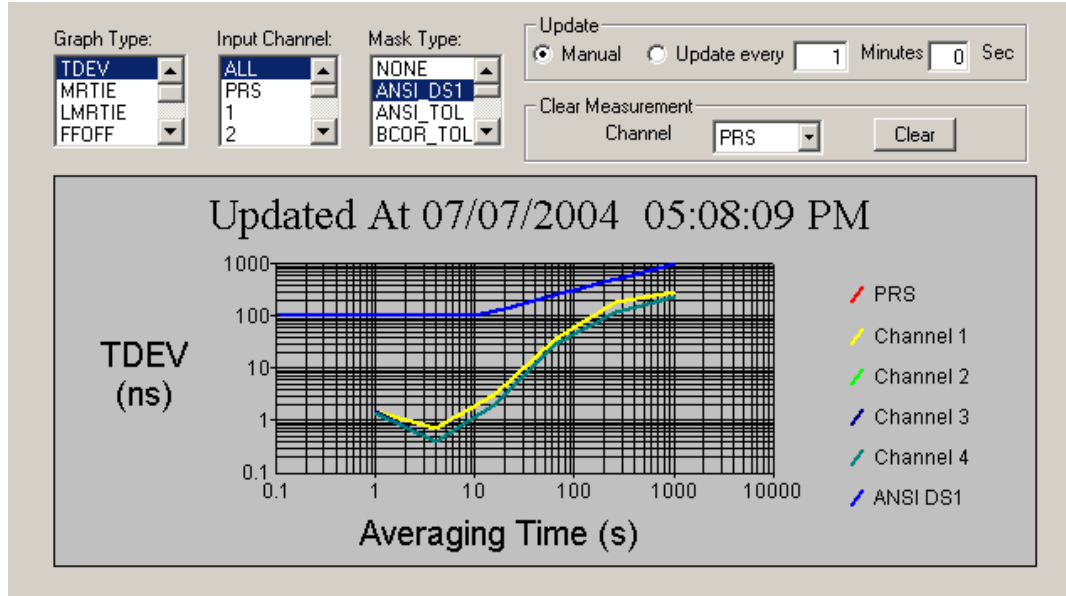 Graph Type: Input Channel: Mask Type:
TDEV
MRTIE
LMRTIE
FFOFF
ALL
PRS
1
2
NONE
ANSI_DS1
ANSI_TOL
BCOR_TOL
Update
Manual Update every 1 Minutes 0 Sec
Clear Measurement
Channel PRS Clear
Updated At 07/07/2004 05:08:09 PM
TDEV
(ns)
1000
100
10
1
0.1
0.1 1 10 100 1000 10000
Averaging Time (s)
PRS
Channel 1
Channel 2
Channel 3
Channel 4
ANSI DS1